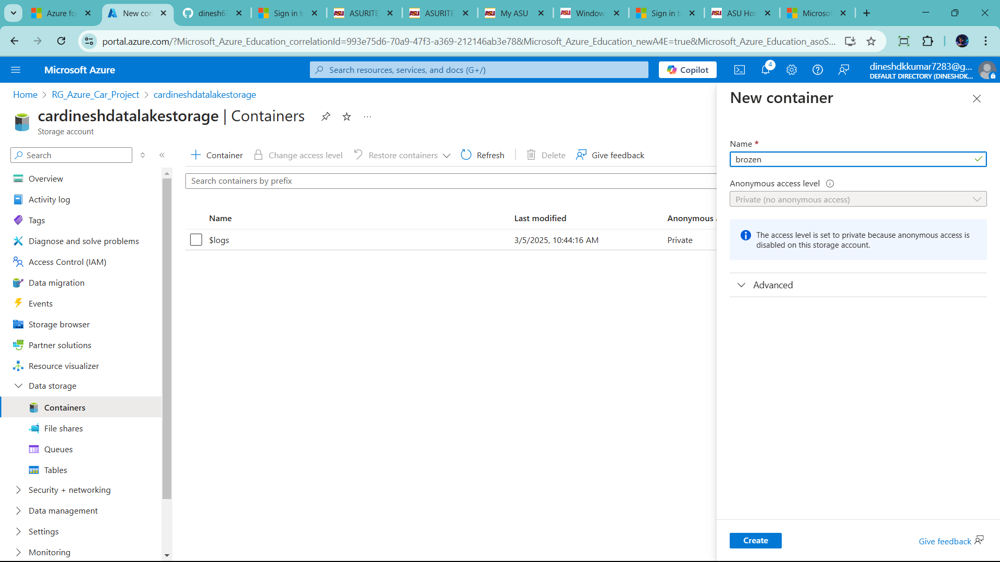 Azure fo
New con
dinesh63
Sign in t
ASURITE
ASURITE
My ASU
Window
Sign in t
ASU Hor
Microsof
portal.azure.com/?Microsoft_Azure_Education_correlationId=993e75d6-70a9-47f3-a369-212146ab3e78&Microsoft_Azure_Education_newA4E=true&Microsoft_Azure_Education_asoS...
Microsoft Azure
Search resources, services, and docs (G+/)
Copilot
4
dineshdkkumar7283@g...
DEFAULT DIRECTORY (DINESHDK...
Home > RG_Azure_Car_Project > cardineshdatalakestorage
cardineshdatalakestorage | Containers
Storage account
Search
Container
Change access level
Restore containers
Refresh
Delete
Give feedback
Search containers by prefix
Name
Last modified
Anonymous a
$logs
3/5/2025, 10:44:16 AM
Private
Overview
Activity log
Tags
Diagnose and solve problems
Access Control (IAM)
Data migration
Events
Storage browser
Partner solutions
Resource visualizer
Data storage
Containers
File shares
Queues
Tables
Security + networking
Data management
Settings
Monitoring
New container
Name *
brozen
Anonymous access level
Private (no anonymous access)
The access level is set to private because anonymous access is
disabled on this storage account.
Advanced
Create
Give feedback